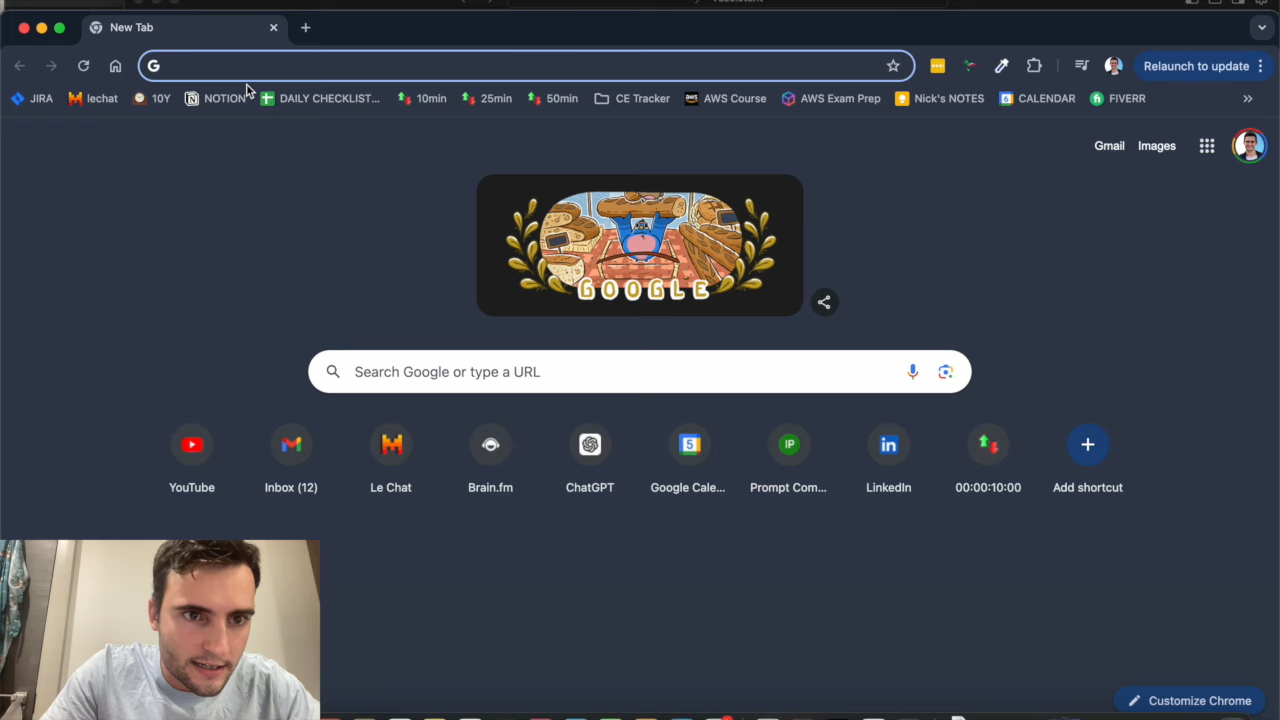 New Tab
Relaunch to update
JIRA
lechat
10Y
NOTION
DAILY CHECKLIST...
10min
25min
50min
CE Tracker
AWS Course
AWS Exam Prep
Nick's NOTES
CALENDAR
FIVERR
Gmail
Images
GOOGLE
Search Google or type a URL
YouTube
Inbox (12)
Le Chat
Brain.fm
ChatGPT
Google Cale...
Prompt Com...
LinkedIn
00:00:10:00
Add shortcut
Customize Chrome